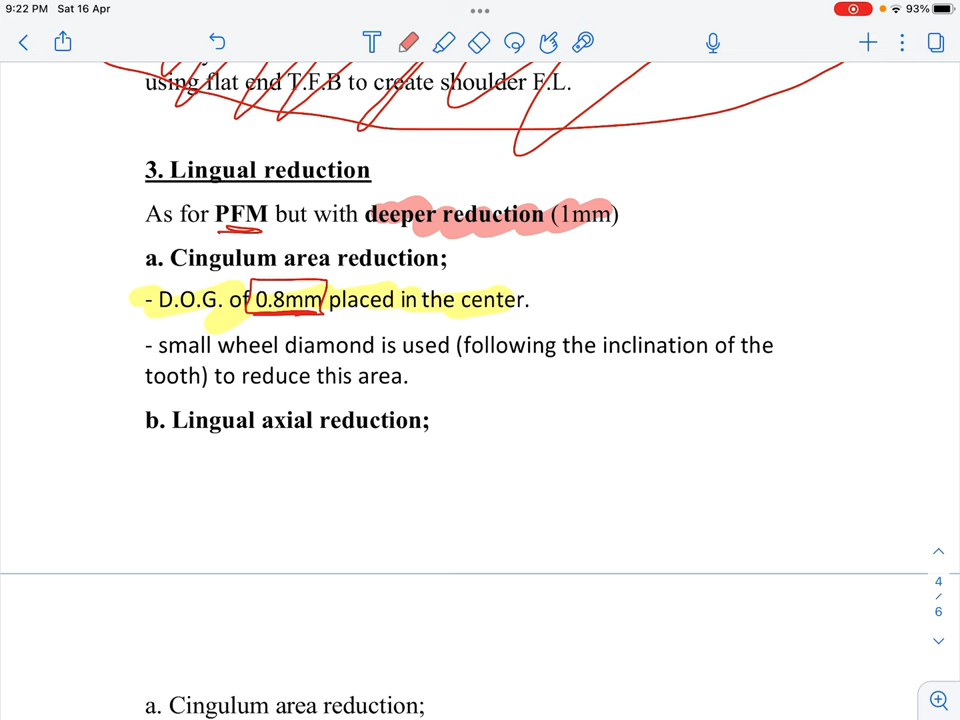 9:22 PM Sat 16 Apr
93%
using flat end T.F.B to create shoulder F.L.
3. Lingual reduction
As for PFM but with deeper reduction (1mm)
a. Cingulum area reduction;
- D.O.G. of 0.8mm placed in the center.
- small wheel diamond is used (following the inclination of the
tooth) to reduce this area.
b. Lingual axial reduction;
4
/
6
a. Cingulum area reduction;